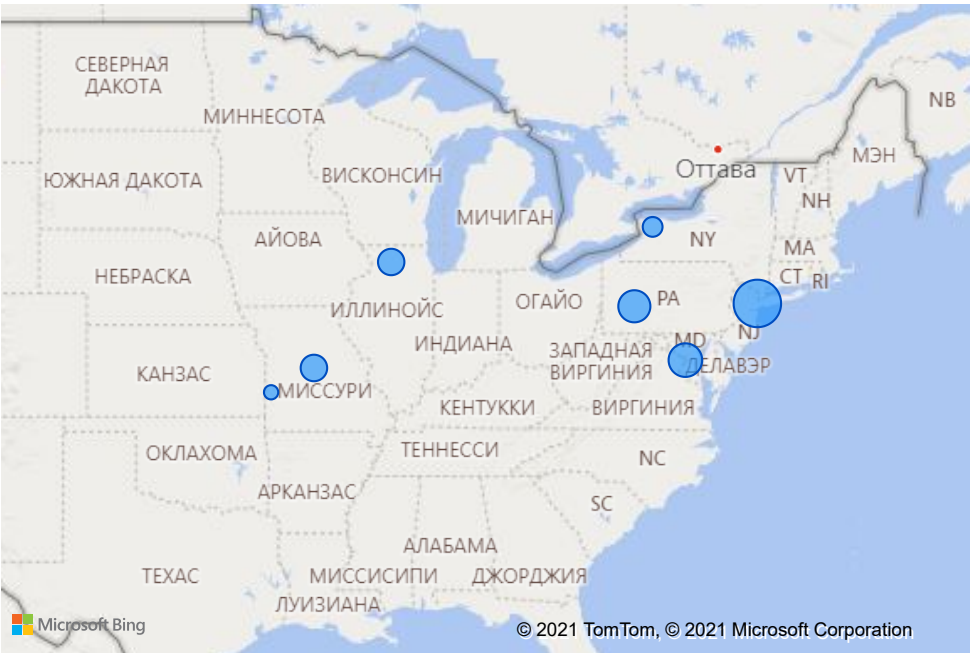 СЕВЕРНАЯ
ДАКОТА
NB
МИННЕСОТА
МЭН
Оттава
ВИСКОНСИН
VT
ЮЖНАЯ ДАКОТА
NH
МИЧИГАН
АЙОВА
NY
MA
НЕБРАСКА
CT
RI
ОГАЙО
PA
ИЛЛИНОЙС
NJ
MD
ИНДИАНА
ЗАПАДНАЯ
ВИРГИНИЯ
ДЕЛАВЭР
КАНЗАС
МИССУРИ
КЕНТУККИ
ВИРГИНИЯ
ОКЛАХОМА
ТЕННЕССИ
NC
АРКАНЗАС
SC
АЛАБАМА
ТЕХАС
МИССИСИПИ
ДЖОРДЖИЯ
ЛУИЗИАНА
Microsoft Bing
© 2021 TomTom, © 2021 Microsoft Corporation